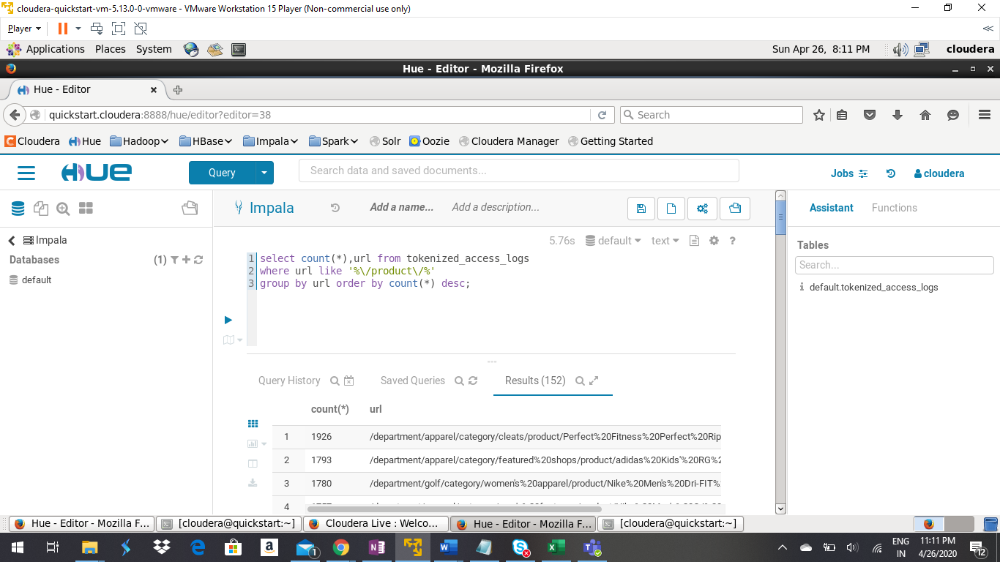 cloudera-quickstart-vm-5.13.0-0-vmware - VMware Workstation 15 Player (Non-commercial use only)
Player
Applications Places System Sun Apr 26, 8:11 PM cloudera
Hue - Editor - Mozilla Firefox
Hue - Editor
quickstart.cloudera:8888/hue/editor?editor=38 Search
Cloudera Hue Hadoop HBase Impala Spark Solr Oozie Cloudera Manager Getting Started
HUE Query Search data and saved documents... Jobs cloudera
Impala Add a name... Add a description... Assistant Functions
Impala 5.76s default text ? Tables
Databases (1) 1 select count(*),url from tokenized_access_logs Search...
default 2 where url like '%\/product\/%'
3 group by url order by count(*) desc; default.tokenized_access_logs
Query History Saved Queries Results (152)
count(*) url
1 1926 /department/apparel/category/cleats/product/Perfect%20Fitness%20Perfect%20Rip
2 1793 /department/apparel/category/featured%20shops/product/adidas%20Kids'%20RG%2
3 1780 /department/golf/category/women's%20apparel/product/Nike%20Men's%20Dri-FIT%
4
Hue - Editor - Mozilla F... [cloudera@quickstart:~] Cloudera Live : Welco... Hue - Editor - Mozilla F... [cloudera@quickstart:~]
ENG 11:11 PM
IN 4/26/2020 12